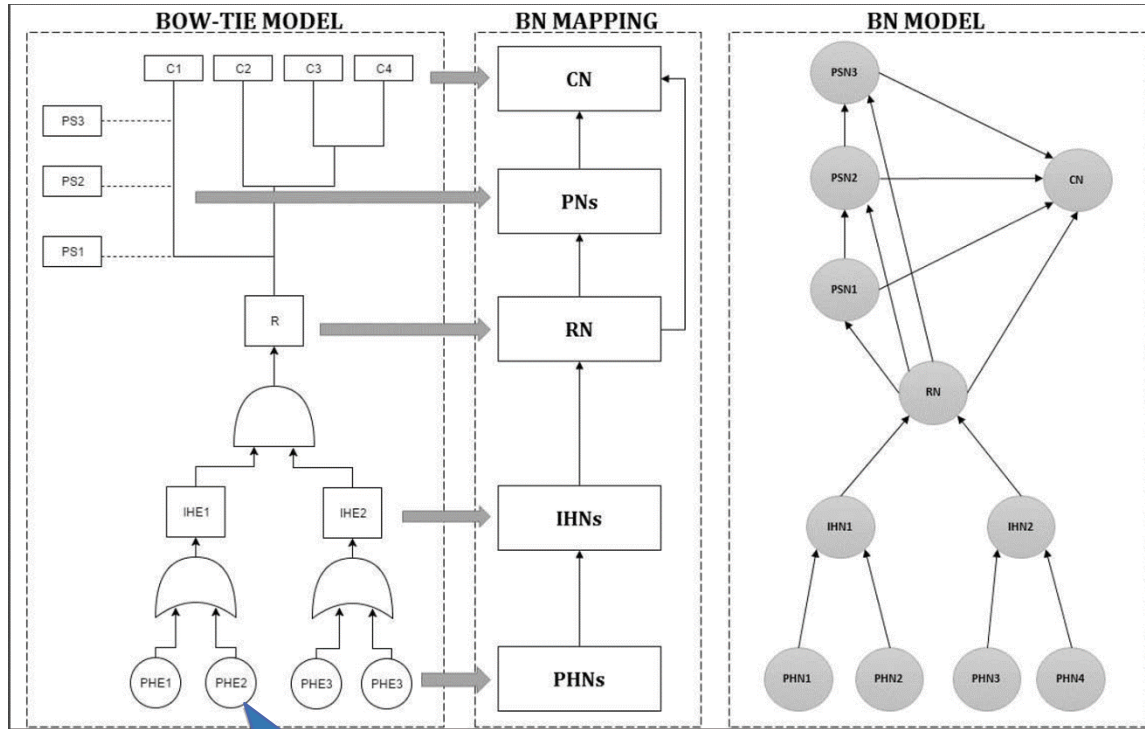 BOW-TIE MODEL
C1 C2 C3 C4
PS3
PS2
PS1
R
IHE1 IHE2
PHE1 PHE2 PHE3 PHE3
BN MAPPING
CN
PNs
RN
IHNs
PHNs
BN MODEL
PSN3
PSN2 CN
PSN1
RN
IHN1 IHN2
PHN1 PHN2 PHN3 PHN4